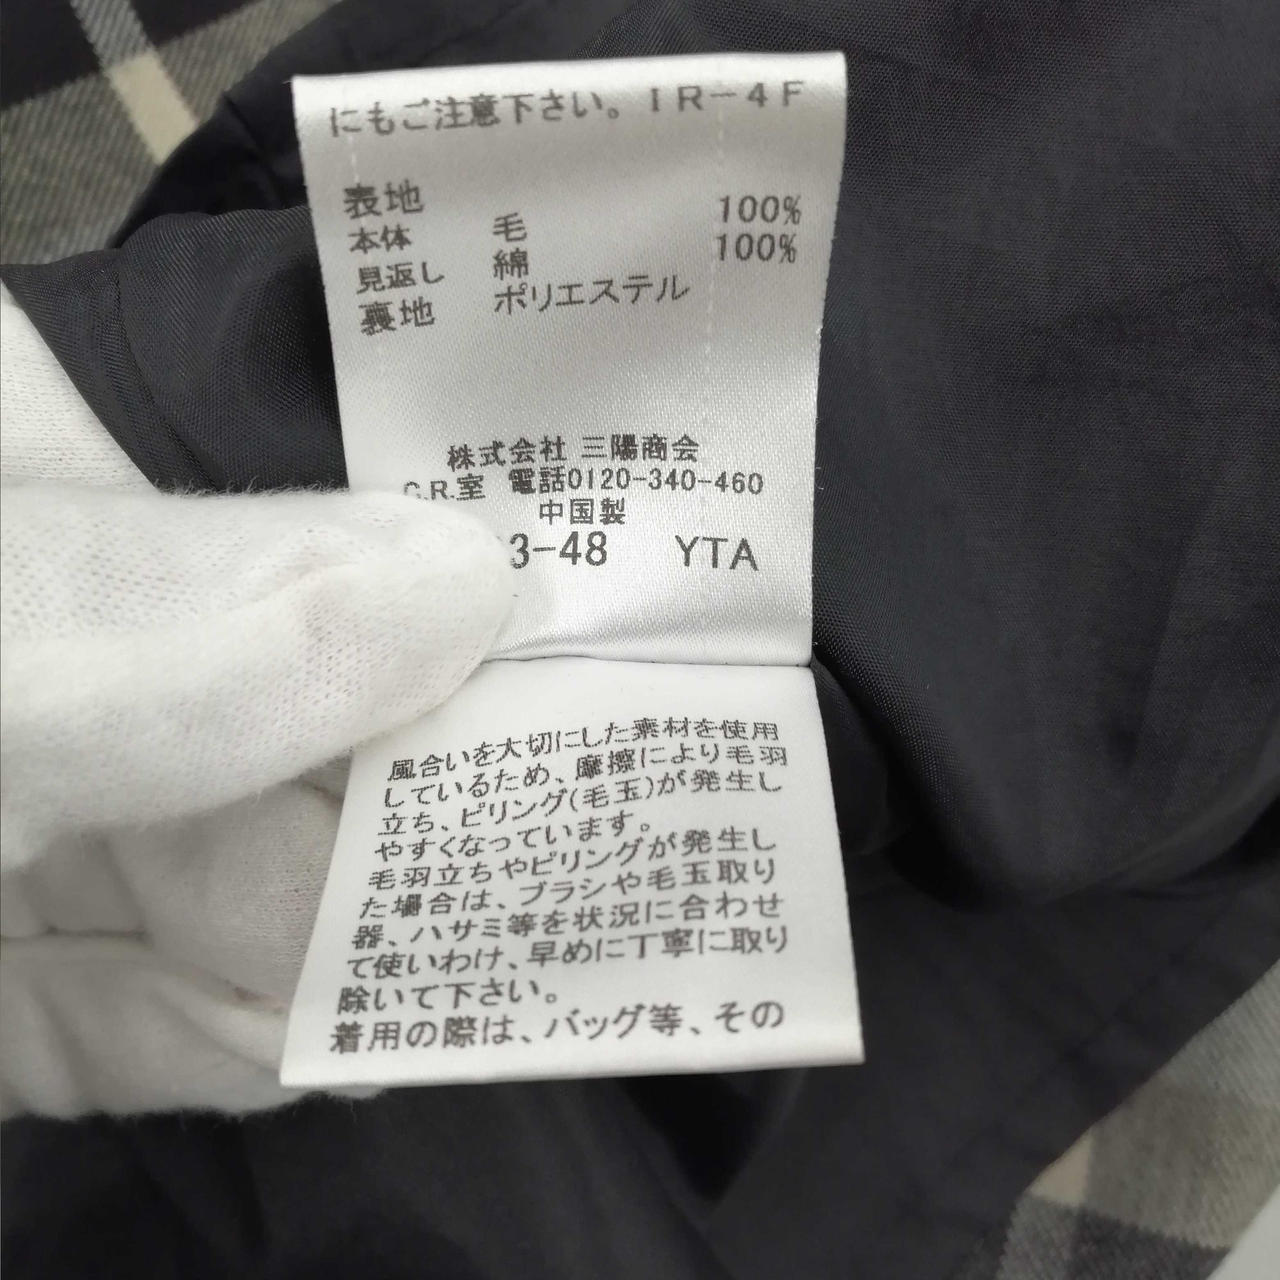 にもご注意下さい。IR-4F
表地
本体 毛 100%
見返し 綿 100%
裏地 ポリエステル
株式会社 三陽商会
C.R.室 電話0120-340-460
中国製
3-48 YTA
風合いを大切にした素材を使用
しているため、摩擦により毛羽
立ち、ピリング(毛玉)が発生し
やすくなっています。
毛羽立ちやピリングが発生し
た場合は、ブラシや毛玉取り
器、ハサミ等を状況に合わせ
て使いわけ、早めに丁寧に取り
除いて下さい。
着用の際は、バッグ等、その